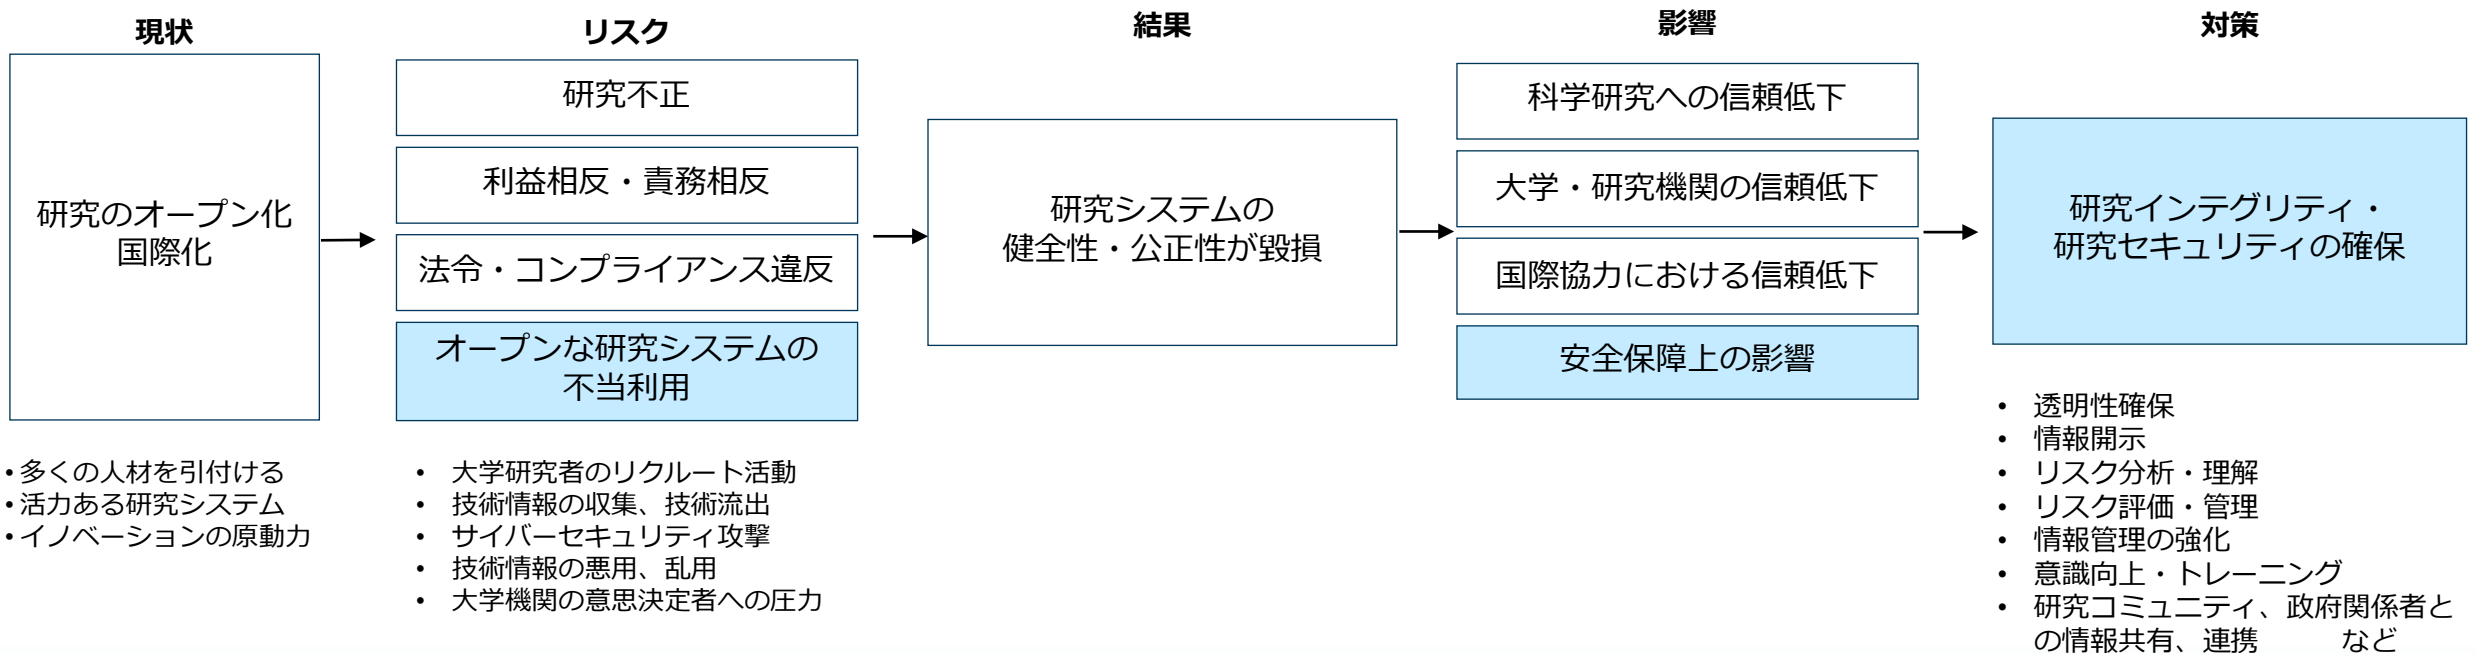 現状
研究のオープン化
国際化
•多くの人材を引付ける
•活力ある研究システム
•イノベーションの原動力
リスク
研究不正
利益相反・責務相反
法令・コンプライアンス違反
オープンな研究システムの
不当利用
• 大学研究者のリクルート活動
• 技術情報の収集、技術流出
• サイバーセキュリティ攻撃
• 技術情報の悪用、乱用
• 大学機関の意思決定者への圧力
結果
研究システムの
健全性・公正性が毀損
影響
科学研究への信頼低下
大学・研究機関の信頼低下
国際協力における信頼低下
安全保障上の影響
対策
研究インテグリティ・
研究セキュリティの確保
• 透明性確保
• 情報開示
• リスク分析・理解
• リスク評価・管理
• 情報管理の強化
• 意識向上・トレーニング
• 研究コミュニティ、政府関係者と
の情報共有、連携 など